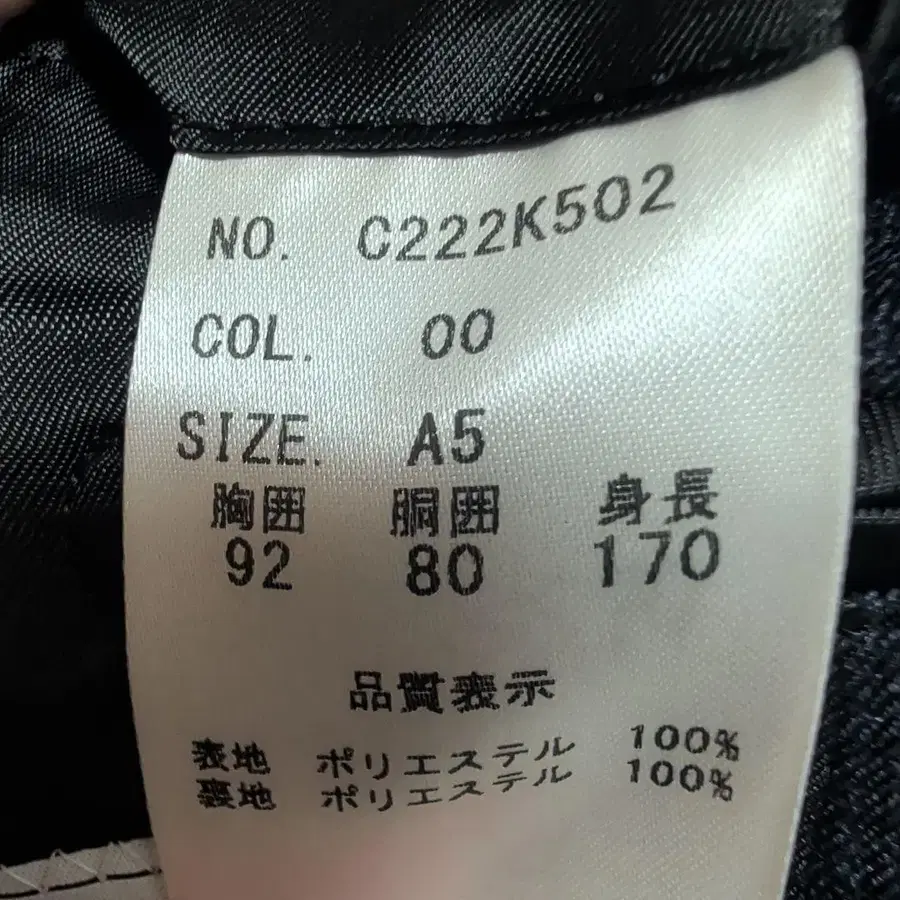 NO. C222K502
COL. 00
SIZE. A5
胸囲 胴囲 身長
92 80 170
品質表示
表地 ポリエステル 100%
裏地 ポリエステル 100%